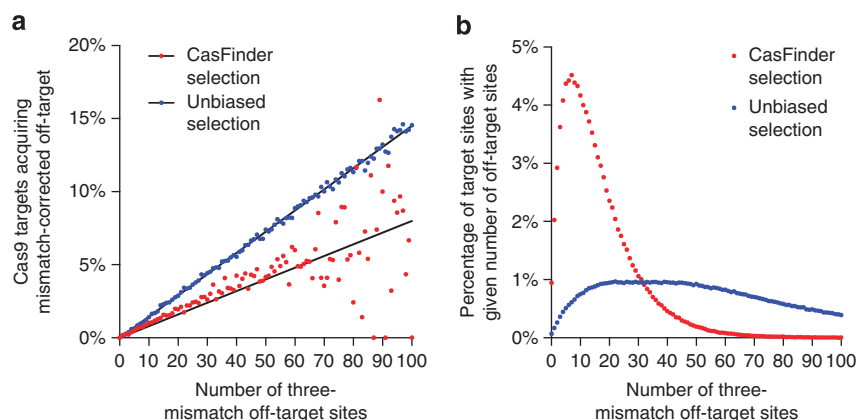 a
20%
15%
10%
5%
0%
Cas9 targets acquiring
mismatch-corrected off-target
CasFinder
selection
Unbiased
selection
0 10 20 30 40 50 60 70 80 90 100
Number of three-
mismatch off-target sites
b
5%
4%
3%
2%
1%
0%
Percentage of target sites with
given number of off-target sites
CasFinder
selection
Unbiased
selection
0 10 20 30 40 50 60 70 80 90 100
Number of three-
mismatch off-target sites